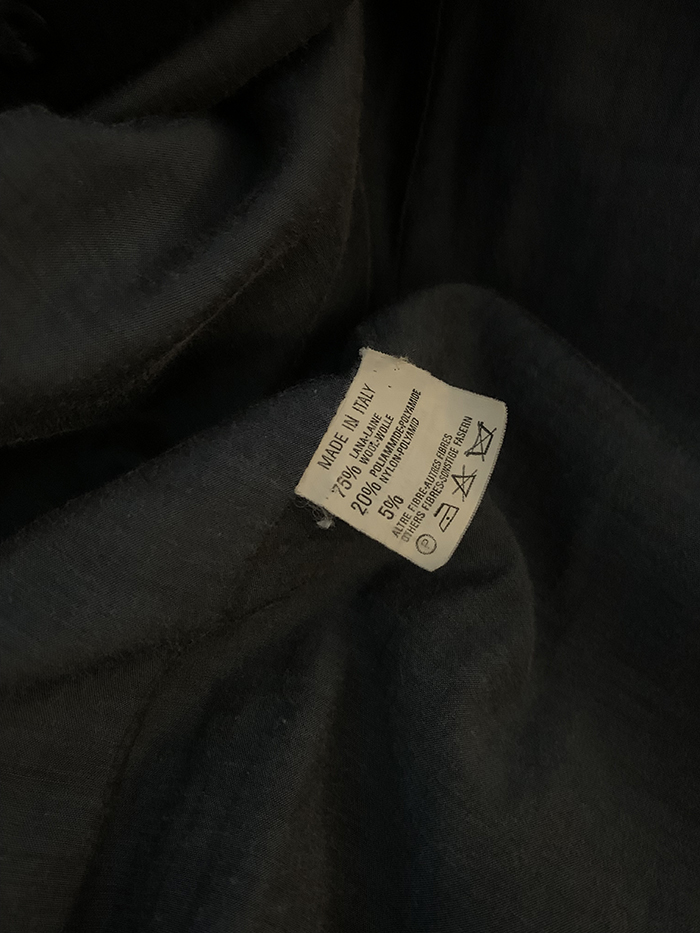 MADE IN ITALY
75% LANA-LAINE
WOOL-WOLLE
20% POLIAMMIDE-POLYAMIDE
NYLON-POLYAMID
5%
ALTRE FIBRE-AUTRES FIBRES
OTHERS FIBRES-SONSTIGE FASERN
P